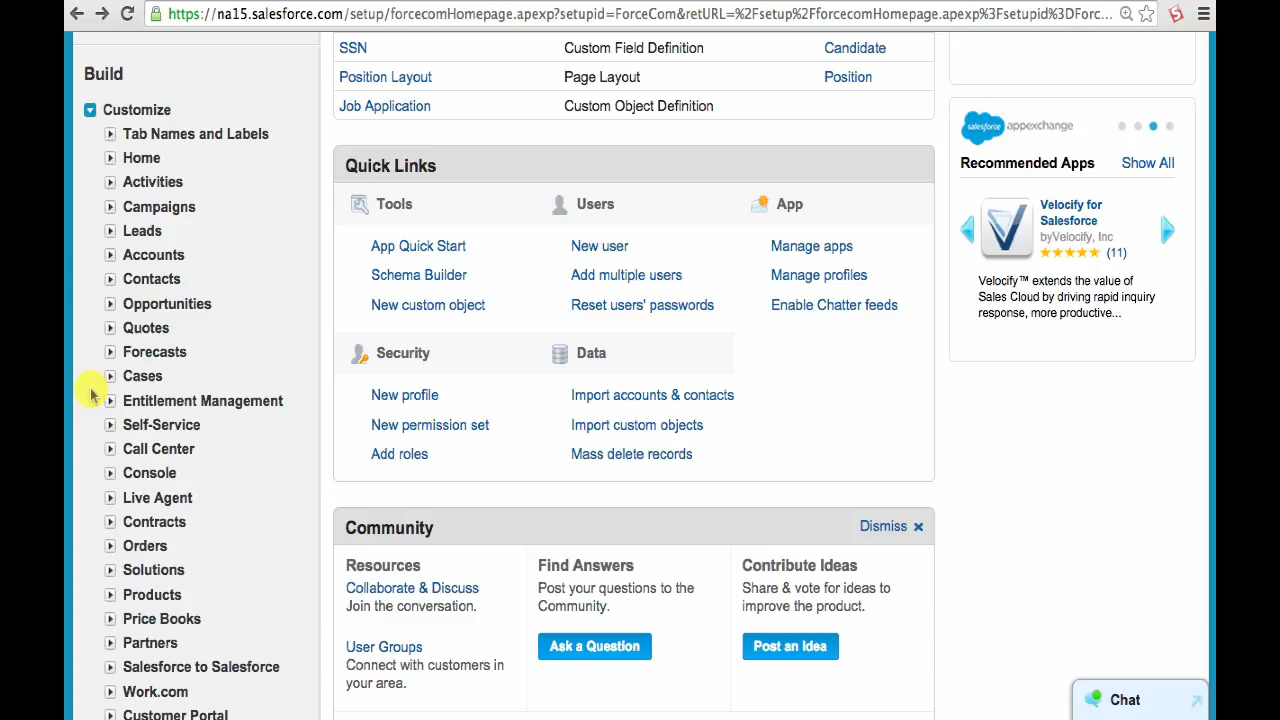 https://na15.salesforce.com/setup/forcecomHomepage.apexp?setupid=ForceCom&retURL=%2Fsetup%2FforcecomHomepage.apexp%3Fsetupid%3DForc...
Build
Customize
Tab Names and Labels
Home
Activities
Campaigns
Leads
Accounts
Contacts
Opportunities
Quotes
Forecasts
Cases
Entitlement Management
Self-Service
Call Center
Console
Live Agent
Contracts
Orders
Solutions
Products
Price Books
Partners
Salesforce to Salesforce
Work.com
Customer Portal
SSN Custom Field Definition Candidate
Position Layout Page Layout Position
Job Application Custom Object Definition
Quick Links
Tools Users App
App Quick Start New user Manage apps
Schema Builder Add multiple users Manage profiles
New custom object Reset users' passwords Enable Chatter feeds
Security Data
New profile Import accounts & contacts
New permission set Import custom objects
Add roles Mass delete records
Community Dismiss
Resources
Collaborate & Discuss
Join the conversation.
User Groups
Connect with customers in
your area.
Find Answers
Post your questions to the
Community.
Ask a Question
Contribute Ideas
Share & vote for ideas to
improve the product.
Post an Idea
salesforce appexchange
Recommended Apps Show All
Velocify for
Salesforce
byVelocify, Inc
(11)
Velocify™ extends the value of
Sales Cloud by driving rapid inquiry
response, more productive...
Chat